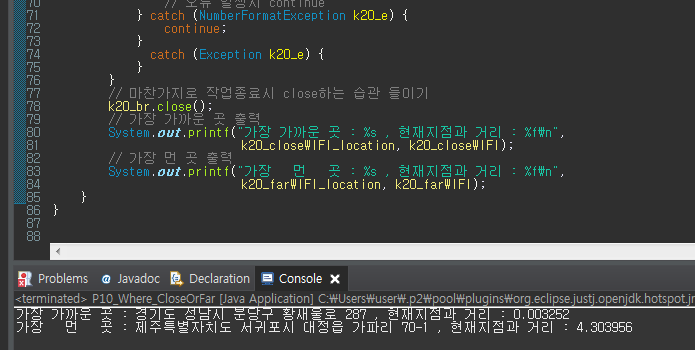 70 // 오류 발생시 continue
71 } catch (NumberFormatException k20_e) {
72 continue;
73 }
74 catch (Exception k20_e) {
75 }
76 }
77 // 마찬가지로 작업종료시 close하는 습관 들이기
78 k20_br.close();
79 // 가장 가까운 곳 출력
80 System.out.printf("가장 가까운 곳 : %s , 현재지점과 거리 : %f₩n",
81 k20_closeWIFI_location, k20_closeWIFI);
82 // 가장 먼 곳 출력
83 System.out.printf("가장 먼 곳 : %s , 현재지점과 거리 : %f₩n",
84 k20_farWIFI_location, k20_farWIFI);
85 }
86 }
87
88
Problems Javadoc Declaration Console
<terminated> P10_Where_CloseOrFar [Java Application] C:₩Users₩user₩.p2₩pool₩plugins₩org.eclipse.justj.openjdk.hotspot.jr
가장 가까운 곳 : 경기도 성남시 분당구 황새울로 287 , 현재지점과 거리 : 0.003252
가장 먼 곳 : 제주특별자치도 서귀포시 대정읍 가파리 70-1 , 현재지점과 거리 : 4.303956